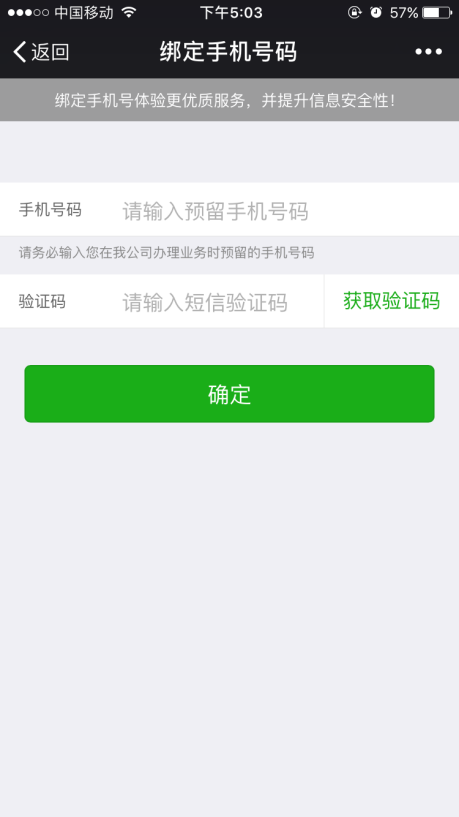 中国移动 下午5:03 57%
返回 绑定手机号码
绑定手机号体验更优质服务，并提升信息安全性！
手机号码 请输入预留手机号码
请务必输入您在我公司办理业务时预留的手机号码
验证码 请输入短信验证码 获取验证码
确定